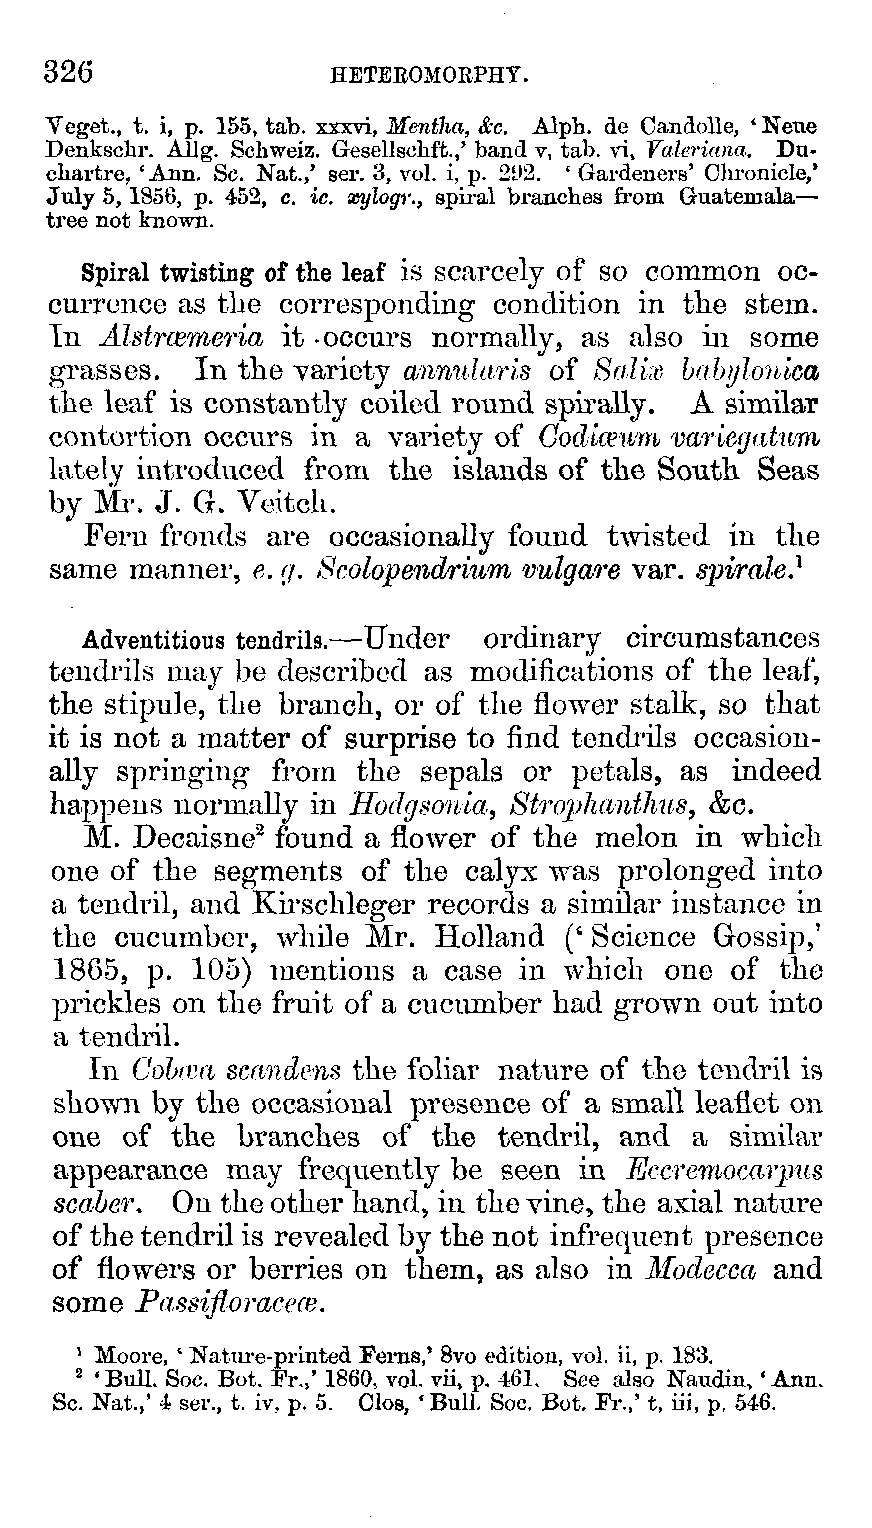 326 HETEROMORPHY.
Veget., t. i, p. 155, tab. xxxvi, Mentha, &c. Alph. de Candolle, ‘Neue
Denkschr. Allg. Schweiz. Gesellschft.,’ band v, tab. vi, Valeriana. Du-
chartre, ‘Ann. Sc. Nat.,’ ser. 3, vol. i, p. 292. ‘Gardeners’ Chronicle,’
July 5, 1856, p. 452, c. ic. xylogr., spiral branches from Guatemala—
tree not known.
Spiral twisting of the leaf is scarcely of so common oc-
currence as the corresponding condition in the stem.
In Alstrœmeria it occurs normally, as also in some
grasses. In the variety annularis of Salix babylonica
the leaf is constantly coiled round spirally. A similar
contortion occurs in a variety of Codiæum variegatum
lately introduced from the islands of the South Seas
by Mr. J. G. Veitch.
Fern fronds are occasionally found twisted in the
same manner, e. g. Scolopendrium vulgare var. spirale.¹
Adventitious tendrils.—Under ordinary circumstances
tendrils may be described as modifications of the leaf,
the stipule, the branch, or of the flower stalk, so that
it is not a matter of surprise to find tendrils occasion-
ally springing from the sepals or petals, as indeed
happens normally in Hodgsonia, Strophanthus, &c.
M. Decaisne² found a flower of the melon in which
one of the segments of the calyx was prolonged into
a tendril, and Kirschleger records a similar instance in
the cucumber, while Mr. Holland (‘Science Gossip,’
1865, p. 105) mentions a case in which one of the
prickles on the fruit of a cucumber had grown out into
a tendril.
In Cobæa scandens the foliar nature of the tendril is
shown by the occasional presence of a small leaflet on
one of the branches of the tendril, and a similar
appearance may frequently be seen in Eccremocarpus
scaber. On the other hand, in the vine, the axial nature
of the tendril is revealed by the not infrequent presence
of flowers or berries on them, as also in Modecca and
some Passifloraceæ.
¹ Moore, ‘Nature-printed Ferns,’ 8vo edition, vol. ii, p. 183.
² ‘Bull. Soc. Bot. Fr.,’ 1860, vol. vii, p. 461. See also Naudin, ‘Ann.
Sc. Nat.,’ 4 ser., t. iv, p. 5. Clos, ‘Bull. Soc. Bot. Fr.,’ t, iii, p. 546.